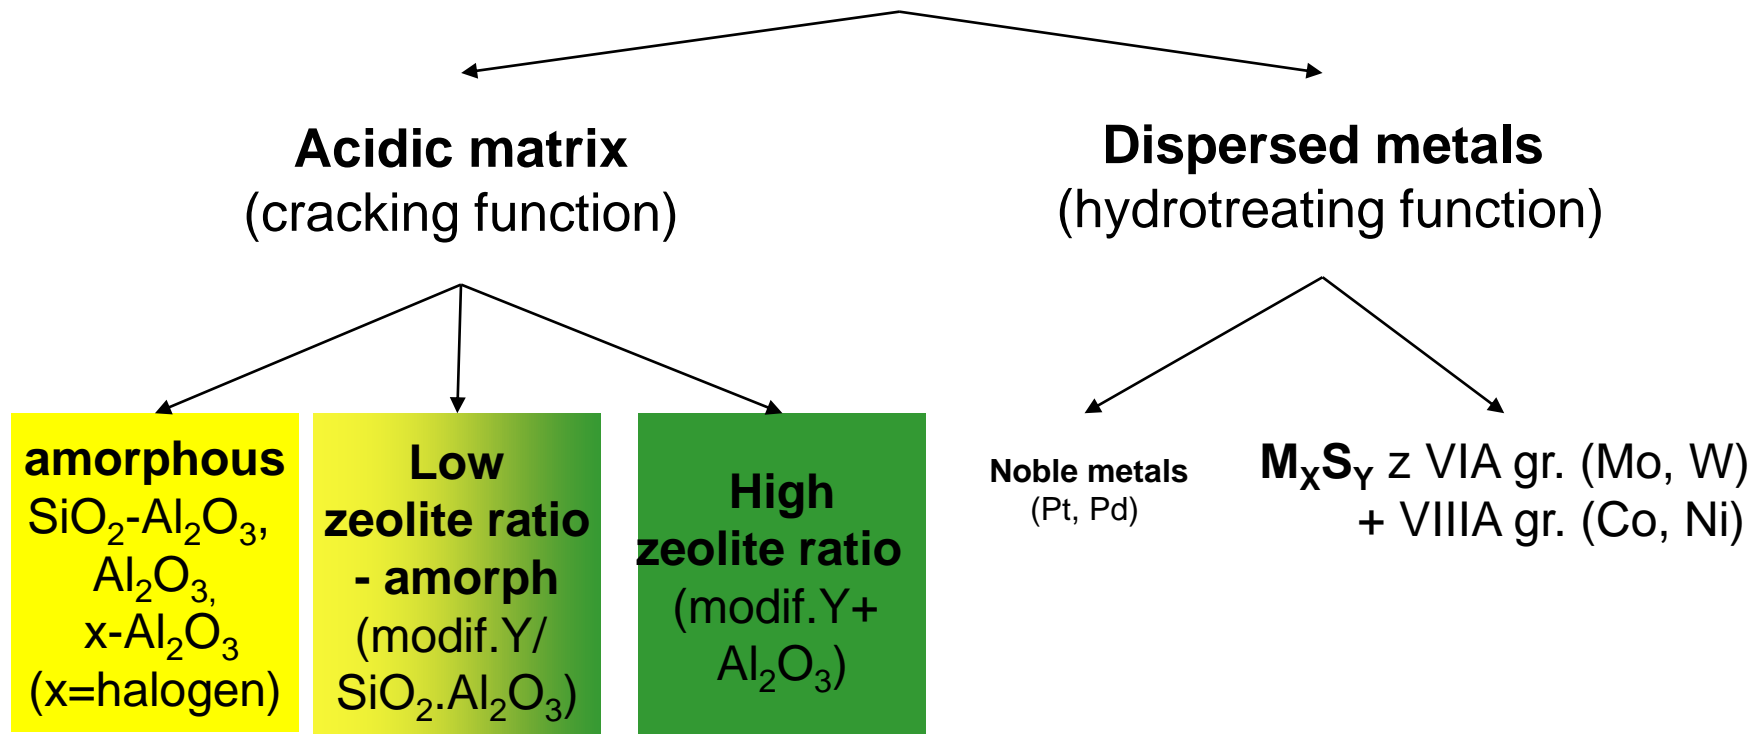 Acidic matrix
(cracking function)
Dispersed metals
(hydrotreating function)
amorphous
SiO₂-Al₂O₃,
Al₂O₃,
x-Al₂O₃
(x=halogen)
Low
zeolite ratio
- amorph
(modif.Y/
SiO₂.Al₂O₃)
High
zeolite ratio
(modif.Y+
Al₂O₃)
Noble metals
(Pt, Pd)
MXSY z VIA gr. (Mo, W)
+ VIIIA gr. (Co, Ni)